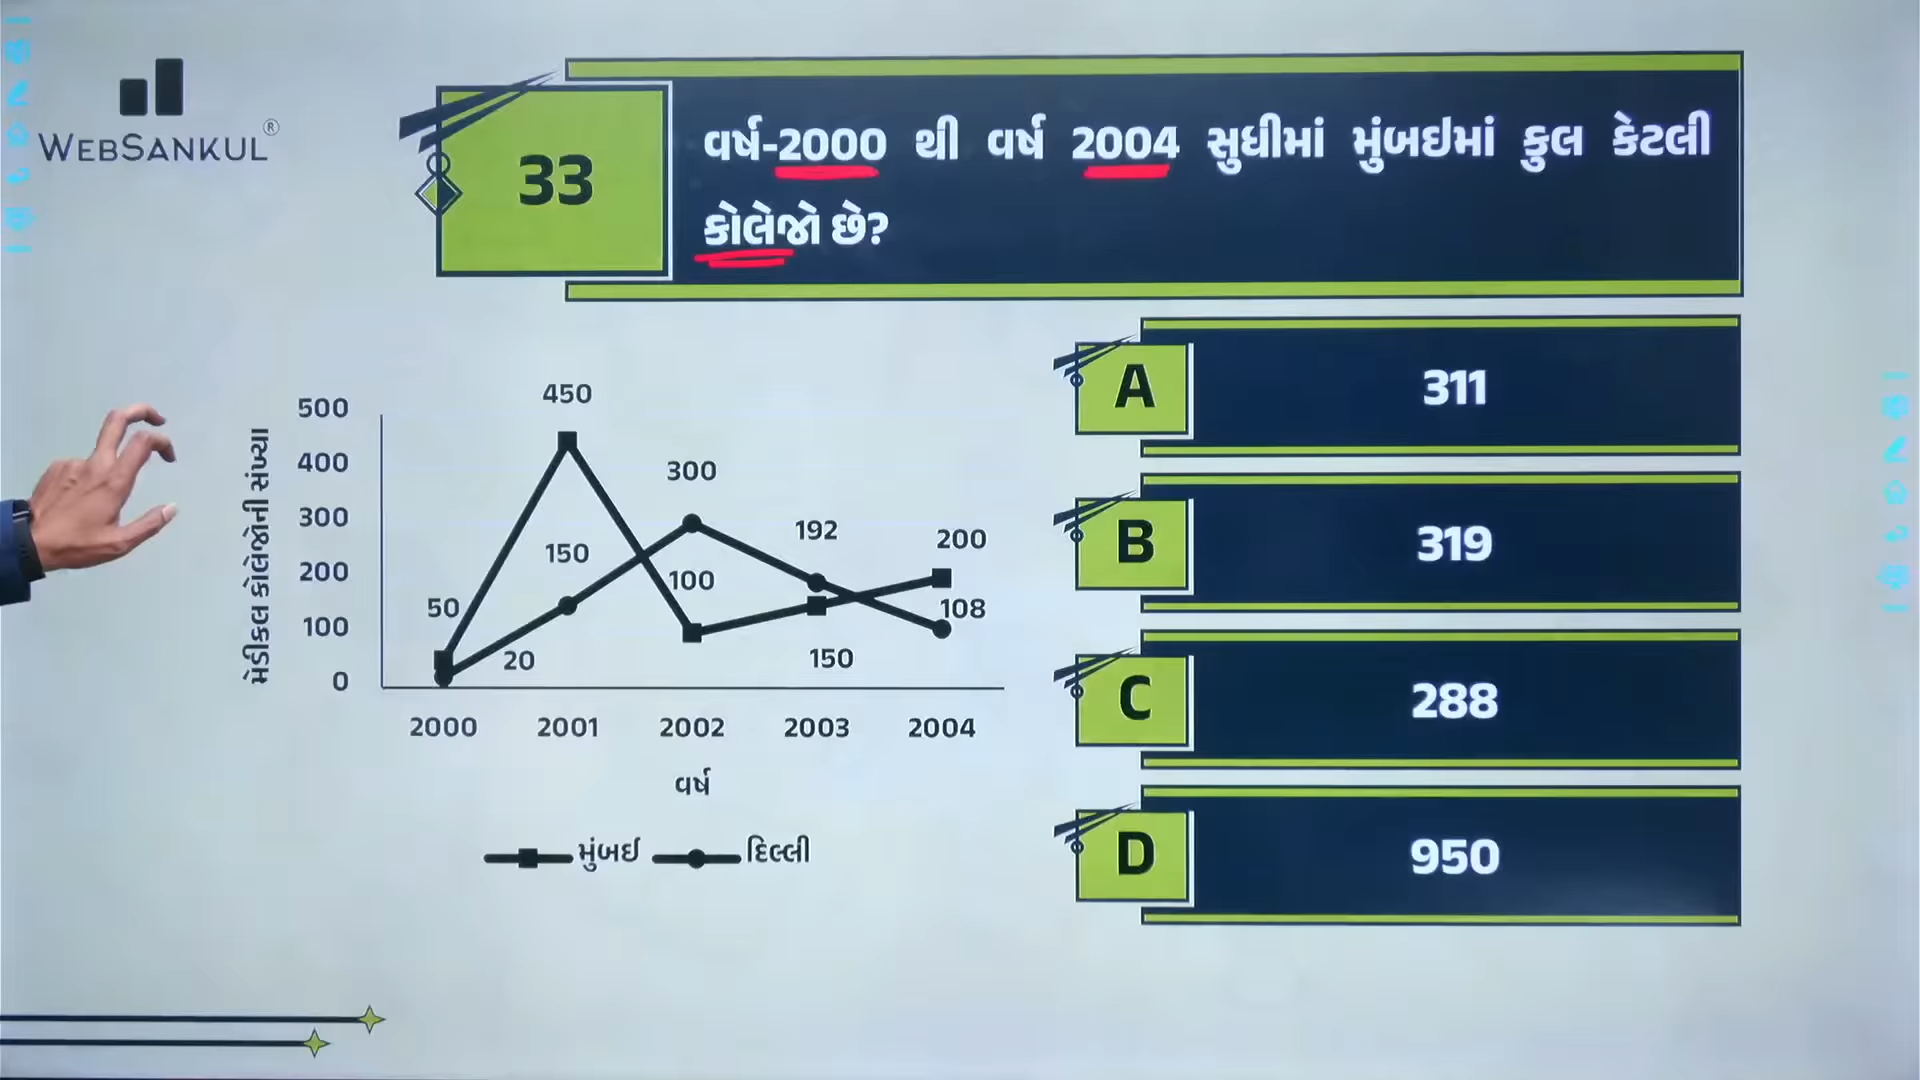 WEBSANKUL®
33
વર્ષ-2000 થી વર્ષ 2004 સુધીમાં મુંબઇમાં કુલ કેટલી
કોલેજો છે?
મેડીકલ કોલેજોની સંખ્યા
500
400
300
200
100
0
450
300
192
200
150
100
50
108
20
150
2000 2001 2002 2003 2004
વર્ષ
મુંબઈ દિલ્લી
A 311
B 319
C 288
D 950